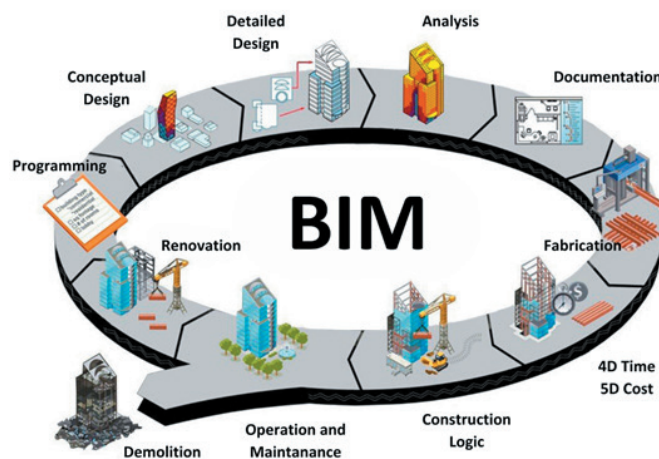 Detailed
Design
Analysis
Conceptual
Design
Documentation
Programming
BIM
Renovation
Fabrication
4D Time
5D Cost
Construction
Logic
Operation and
Maintanance
Demolition
$